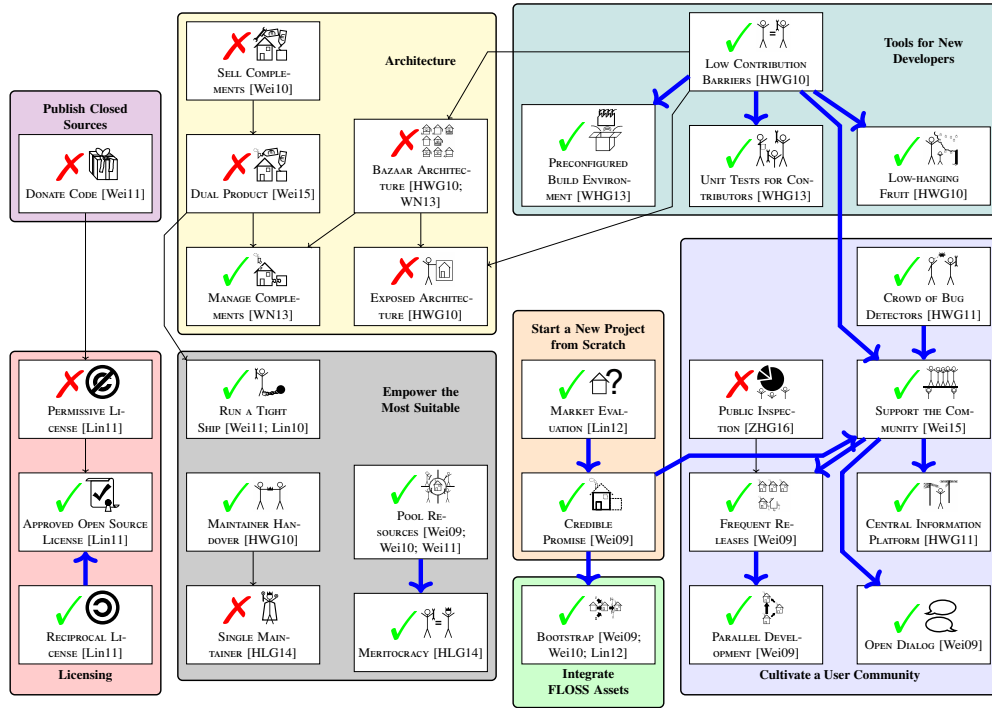 Publish Closed
Sources
DONATE CODE [Wei11]
Architecture
SELL COMPLE-
MENTS [Wei10]
DUAL PRODUCT [Wei15]
BAZAAR ARCHITEC-
TURE [HWG10;
WN13]
MANAGE COMPLE-
MENTS [WN13]
EXPOSED ARCHITEC-
TURE [HWG10]
Tools for New
Developers
LOW CONTRIBUTION
BARRIERS [HWG10]
PRECONFIGURED
BUILD ENVIRON-
MENT [WHG13]
UNIT TESTS FOR CON-
TRIBUTORS [WHG13]
LOW-HANGING
FRUIT [HWG10]
PERMISSIVE LI-
CENSE [Lin11]
APPROVED OPEN SOURCE
LICENSE [Lin11]
RECIPROCAL LI-
CENSE [Lin11]
Licensing
Empower the
Most Suitable
RUN A TIGHT
SHIP [Wei11; Lin10]
MAINTAINER HAN-
DOVER [HWG10]
POOL RE-
SOURCES [Wei09;
Wei10; Wei11]
SINGLE MAIN-
TAINER [HLG14]
MERITOCRACY [HLG14]
Start a New Project
from Scratch
MARKET EVAL-
UATION [Lin12]
?
CREDIBLE
PROMISE [Wei09]
BOOTSTRAP [Wei09;
Wei10; Lin12]
Integrate
FLOSS Assets
CROWD OF BUG
DETECTORS [HWG11]
PUBLIC INSPEC-
TION [ZHG16]
SUPPORT THE COM-
MUNITY [Wei15]
FREQUENT RE-
LEASES [Wei09]
CENTRAL INFORMATION
PLATFORM [HWG11]
PARALLEL DEVEL-
OPMENT [Wei09]
OPEN DIALOG [Wei09]
Cultivate a User Community